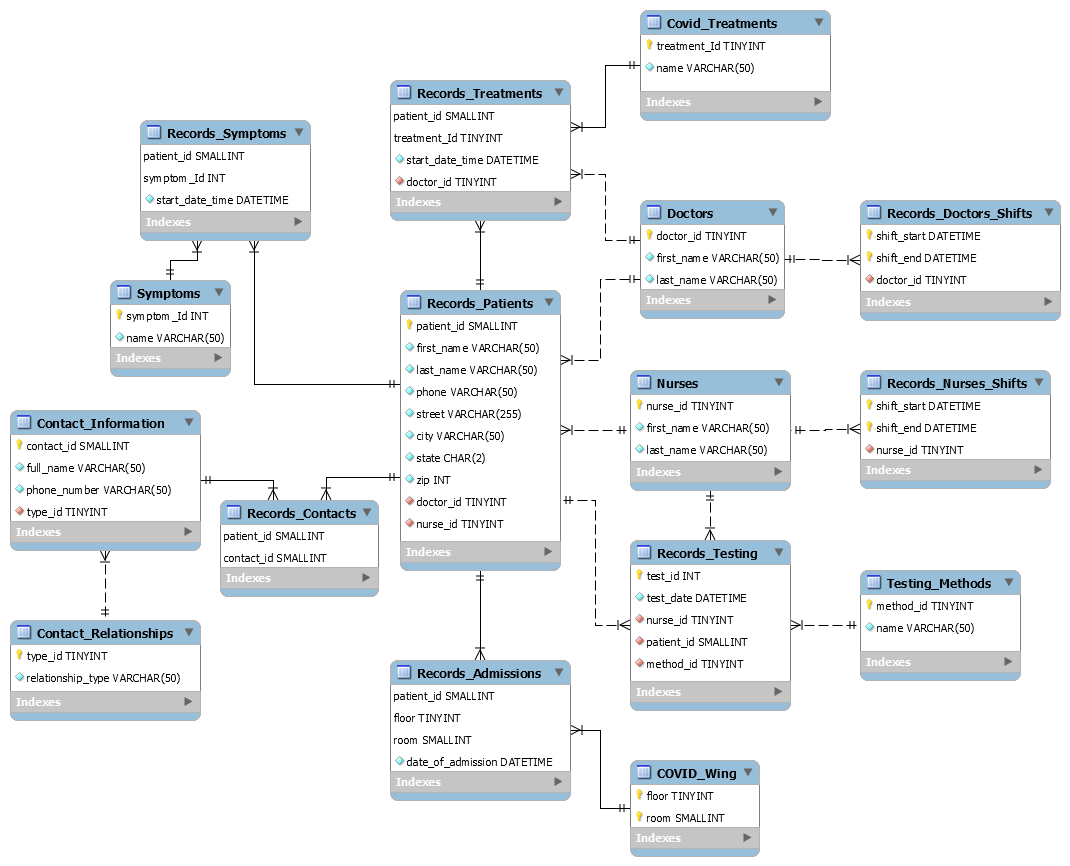 Covid_Treatments
treatment_Id TINYINT
name VARCHAR(50)
Indexes
Records_Treatments
patient_id SMALLINT
treatment_Id TINYINT
start_date_time DATETIME
doctor_id TINYINT
Indexes
Records_Symptoms
patient_id SMALLINT
symptom_Id INT
start_date_time DATETIME
Indexes
Doctors
doctor_id TINYINT
first_name VARCHAR(50)
last_name VARCHAR(50)
Indexes
Records_Doctors_Shifts
shift_start DATETIME
shift_end DATETIME
doctor_id TINYINT
Indexes
Symptoms
symptom_Id INT
name VARCHAR(50)
Indexes
Records_Patients
patient_id SMALLINT
first_name VARCHAR(50)
last_name VARCHAR(50)
phone VARCHAR(50)
street VARCHAR(255)
city VARCHAR(50)
state CHAR(2)
zip INT
doctor_id TINYINT
nurse_id TINYINT
Indexes
Nurses
nurse_id TINYINT
first_name VARCHAR(50)
last_name VARCHAR(50)
Indexes
Records_Nurses_Shifts
shift_start DATETIME
shift_end DATETIME
nurse_id TINYINT
Indexes
Contact_Information
contact_id SMALLINT
full_name VARCHAR(50)
phone_number VARCHAR(50)
type_id TINYINT
Indexes
Records_Contacts
patient_id SMALLINT
contact_id SMALLINT
Indexes
Records_Testing
test_id INT
test_date DATETIME
nurse_id TINYINT
patient_id SMALLINT
method_id TINYINT
Indexes
Testing_Methods
method_id TINYINT
name VARCHAR(50)
Indexes
Contact_Relationships
type_id TINYINT
relationship_type VARCHAR(50)
Indexes
Records_Admissions
patient_id SMALLINT
floor TINYINT
room SMALLINT
date_of_admission DATETIME
Indexes
COVID_Wing
floor TINYINT
room SMALLINT
Indexes